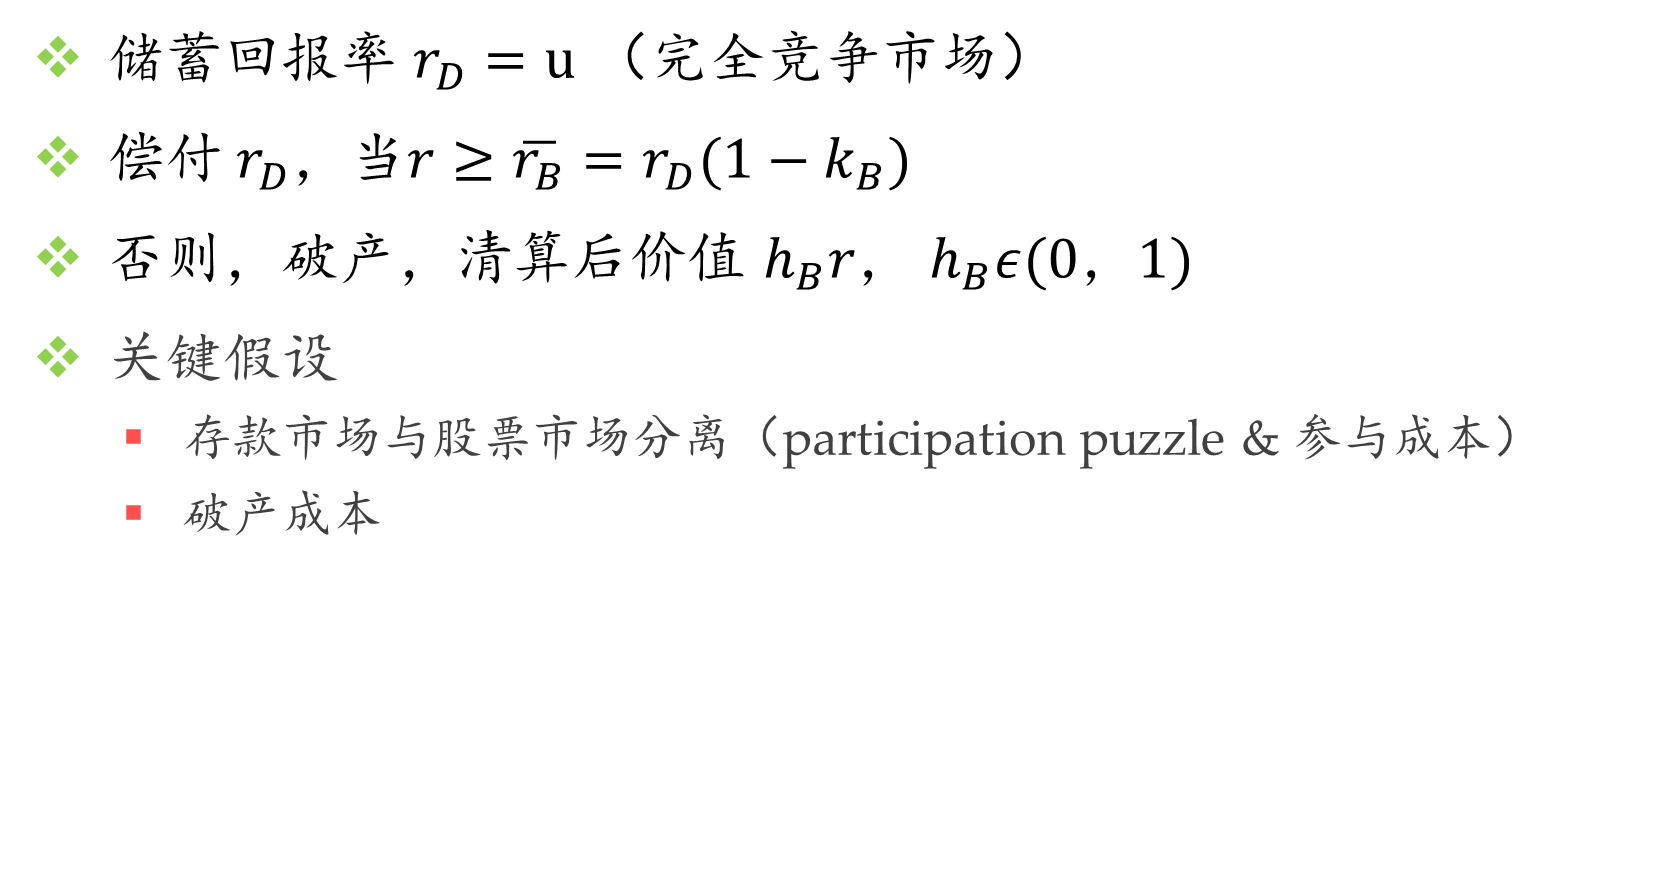 储蓄回报率 r_D = u （完全竞争市场）
偿付 r_D，当r ≥ \overline{r_B} = r_D(1 − k_B)
否则，破产，清算后价值 h_B r， h_B ϵ(0，1)
关键假设
存款市场与股票市场分离（participation puzzle & 参与成本）
破产成本